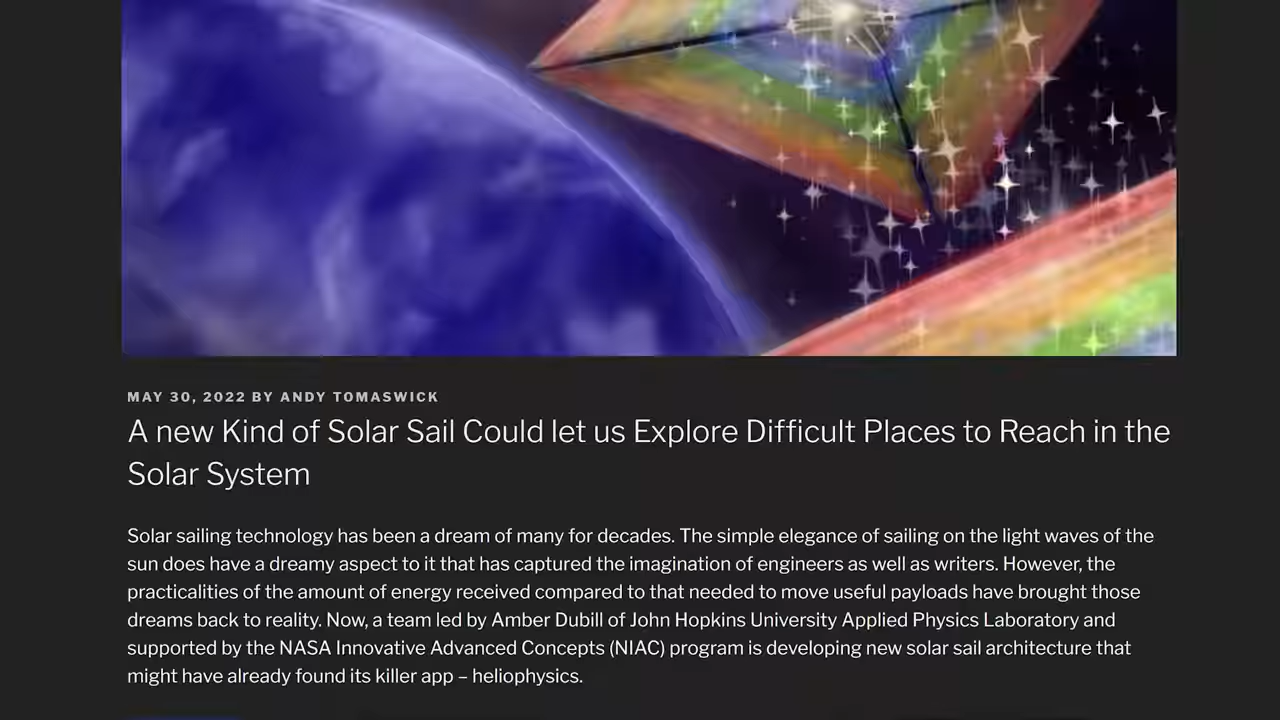 MAY 30, 2022 BY ANDY TOMASWICK
A new Kind of Solar Sail Could let us Explore Difficult Places to Reach in the
Solar System
Solar sailing technology has been a dream of many for decades. The simple elegance of sailing on the light waves of the
sun does have a dreamy aspect to it that has captured the imagination of engineers as well as writers. However, the
practicalities of the amount of energy received compared to that needed to move useful payloads have brought those
dreams back to reality. Now, a team led by Amber Dubill of John Hopkins University Applied Physics Laboratory and
supported by the NASA Innovative Advanced Concepts (NIAC) program is developing new solar sail architecture that
might have already found its killer app – heliophysics.